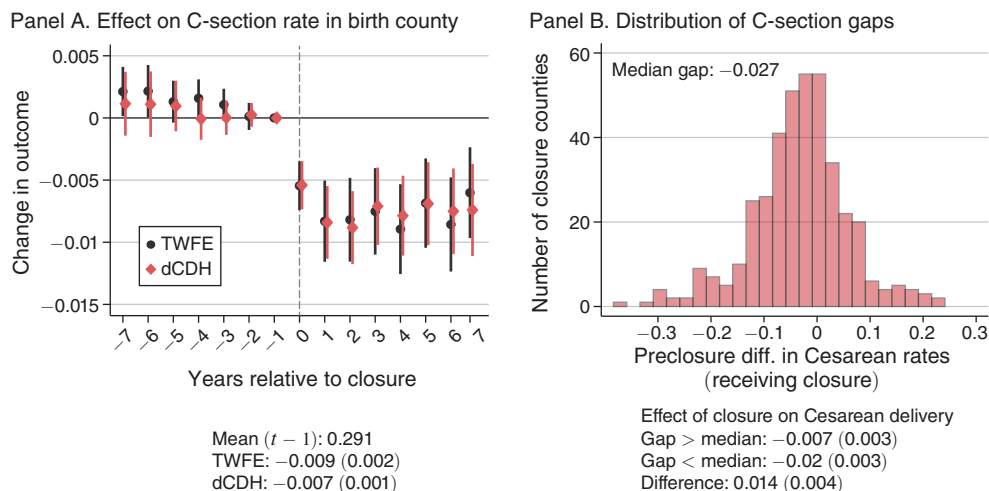 Panel A. Effect on C-section rate in birth county
0.005
0
−0.005
−0.01
−0.015
Change in outcome
TWFE
dCDH
−7 −6 −5 −4 −3 −2 −1 0 1 2 3 4 5 6 7
Years relative to closure
Mean (t − 1): 0.291
TWFE: −0.009 (0.002)
dCDH: −0.007 (0.001)
Panel B. Distribution of C-section gaps
60
40
20
0
Number of closure counties
Median gap: −0.027
−0.3 −0.2 −0.1 0 0.1 0.2 0.3
Preclosure diff. in Cesarean rates
(receiving closure)
Effect of closure on Cesarean delivery
Gap > median: −0.007 (0.003)
Gap < median: −0.02 (0.003)
Difference: 0.014 (0.004)